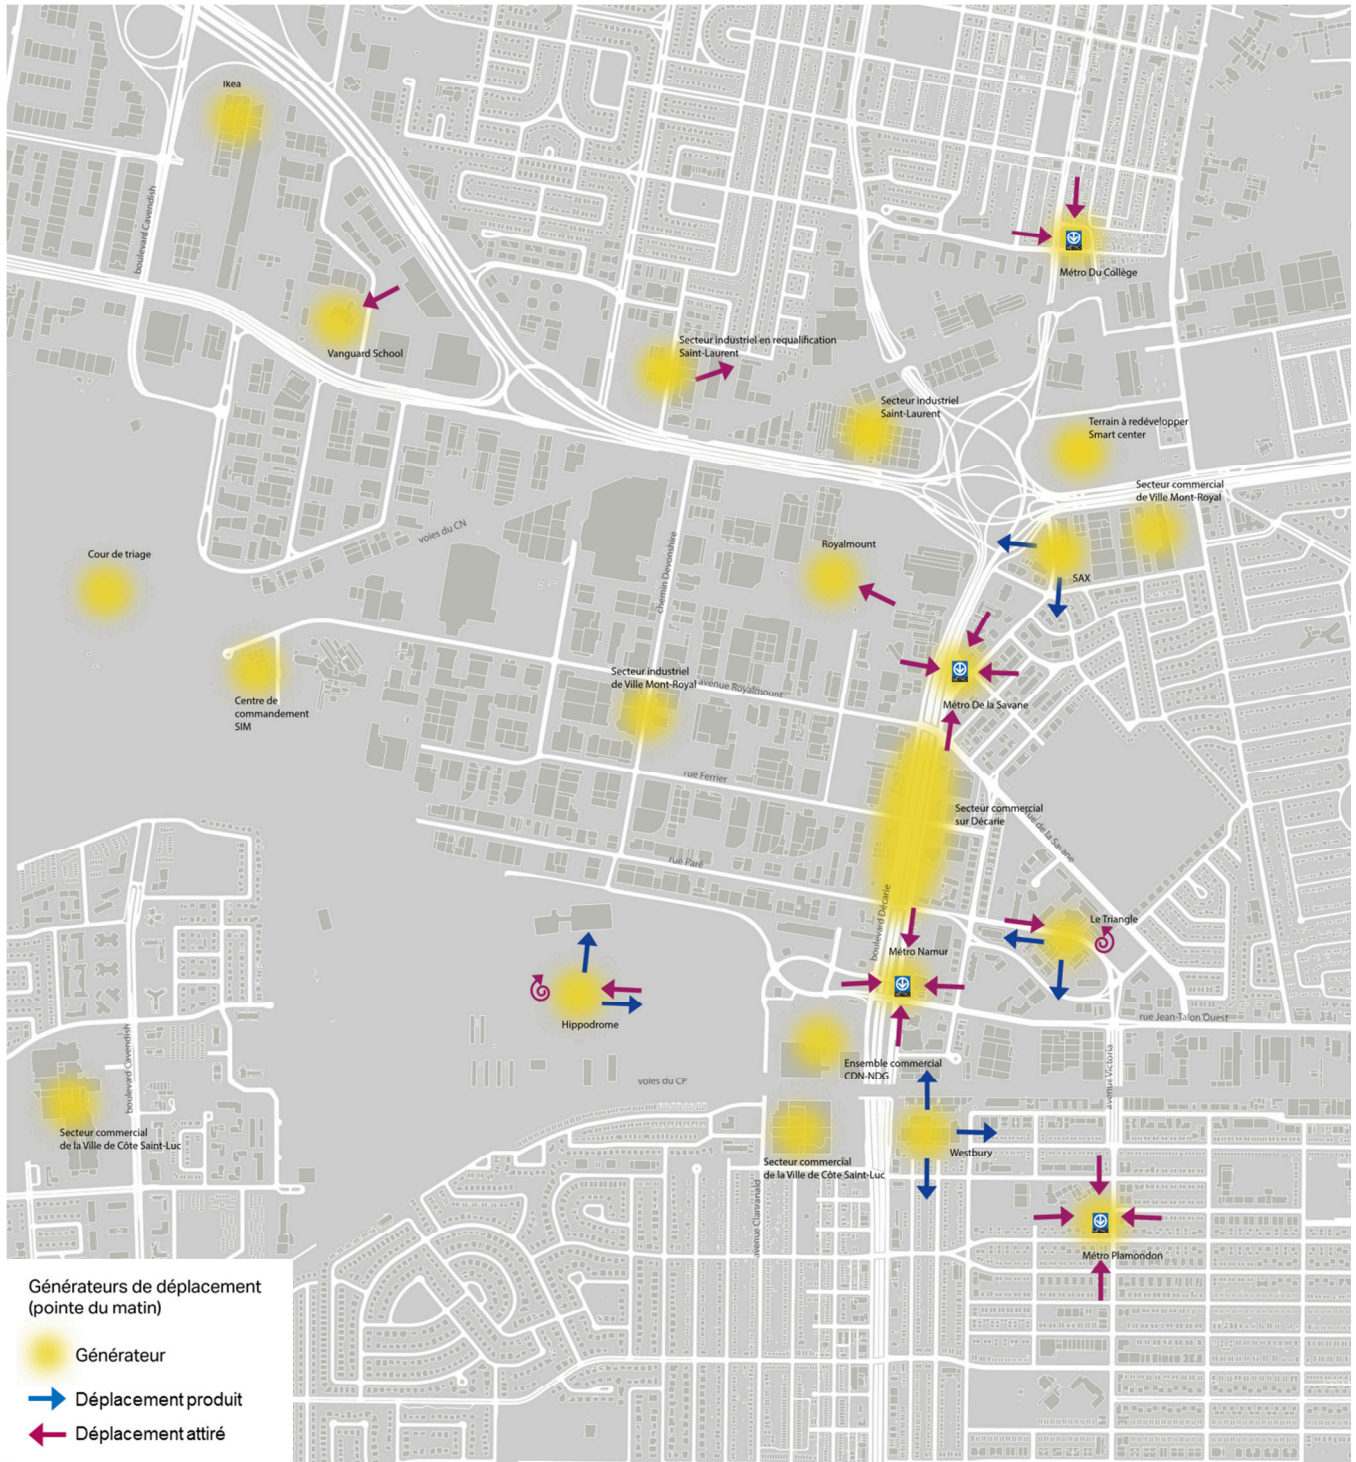 Ikea
boulevard Cavendish
Métro Du Collège
Vanguard School
Secteur industriel en requalification
Saint-Laurent
Secteur industriel
Saint-Laurent
Terrain à redévelopper
Smart center
Secteur commercial
de Ville Mont-Royal
voies du CN
Cour de triage
Royalmount
chemin Devonshire
SAX
Secteur industriel
de Ville Mont-Royal
avenue Royalmount
Centre de
commandement
SIM
MÉTRO
Métro De la Savane
rue Ferrier
Secteur commercial
sur Décarie
rue de la Savane
rue Paré
boulevard Décarie
Le Triangle
Métro Namur
Hippodrome
rue Jean-Talon Ouest
Ensemble commercial
CDN-NDG
voies du CP
boulevard Cavendish
avenue Victoria
Secteur commercial
de la Ville de Côte Saint-Luc
Westbury
Secteur commercial
de la Ville de Côte Saint-Luc
avenue Clanranald
Métro Plamondon
Générateurs de déplacement
(pointe du matin)
Générateur
Déplacement produit
Déplacement attiré